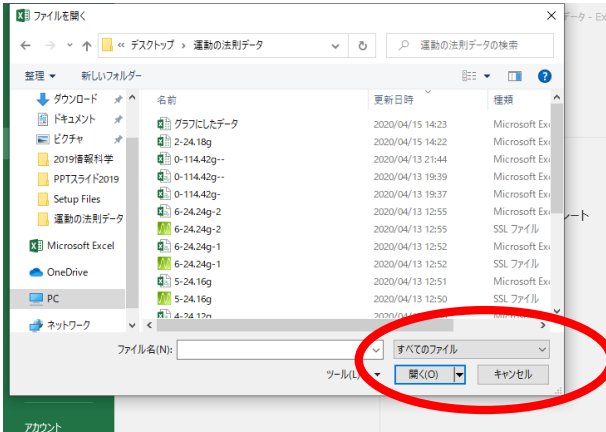 ファイルを開く
データ - Ex
« デスクトップ › 運動の法則データ
運動の法則データの検索
整理 新しいフォルダー
ダウンロード
ドキュメント
ピクチャ
2019情報科学
PPTスライド2019
Setup Files
運動の法則データ
Microsoft Excel
OneDrive
PC
ネットワーク
名前 更新日時 種類
グラフにしたデータ 2020/04/15 14:23 Microsoft Exc
2-24.18g 2020/04/15 14:22 Microsoft Exc
0-114.42g-- 2020/04/13 21:44 Microsoft Exc
0-114.42g-- 2020/04/13 19:39 Microsoft Exc
0-114.42g- 2020/04/13 19:37 Microsoft Exc
6-24.24g-2 2020/04/13 12:55 Microsoft Exc
6-24.24g-2 2020/04/13 12:55 SSL ファイル
6-24.24g-1 2020/04/13 12:52 Microsoft Exc
6-24.24g-1 2020/04/13 12:52 SSL ファイル
5-24.16g 2020/04/13 12:51 Microsoft Exc
5-24.16g 2020/04/13 12:50 SSL ファイル
4-24.12g 2020/04/13
レート
ファイル名(N):
すべてのファイル
ツール(L)
開く(O) キャンセル
アカウント